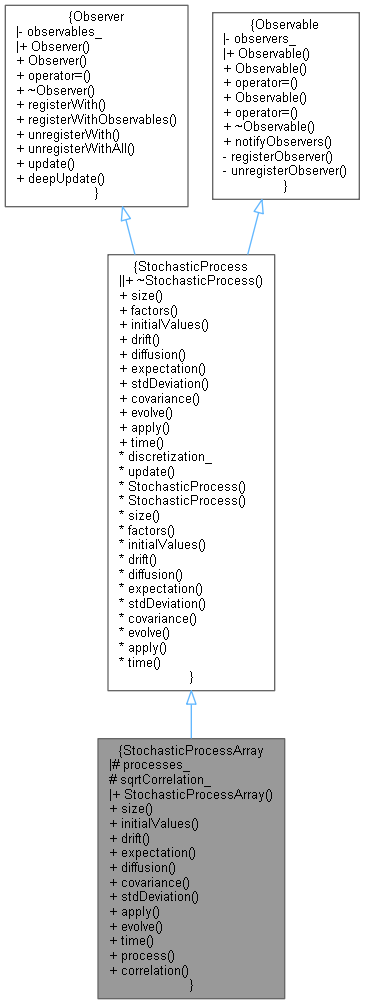 {Observer
|- observables_
|+ Observer()
+ Observer()
+ operator=()
+ ~Observer()
+ registerWith()
+ registerWithObservables()
+ unregisterWith()
+ unregisterWithAll()
+ update()
+ deepUpdate()
}
{Observable
|- observers_
|+ Observable()
+ Observable()
+ operator=()
+ Observable()
+ operator=()
+ ~Observable()
+ notifyObservers()
- registerObserver()
- unregisterObserver()
}
{StochasticProcess
||+ ~StochasticProcess()
+ size()
+ factors()
+ initialValues()
+ drift()
+ diffusion()
+ expectation()
+ stdDeviation()
+ covariance()
+ evolve()
+ apply()
+ time()
* discretization_
* update()
* StochasticProcess()
* StochasticProcess()
* size()
* factors()
* initialValues()
* drift()
* diffusion()
* expectation()
* stdDeviation()
* covariance()
* evolve()
* apply()
* time()
}
{StochasticProcessArray
|# processes_
# sqrtCorrelation_
|+ StochasticProcessArray()
+ size()
+ initialValues()
+ drift()
+ expectation()
+ diffusion()
+ covariance()
+ stdDeviation()
+ apply()
+ evolve()
+ time()
+ process()
+ correlation()
}